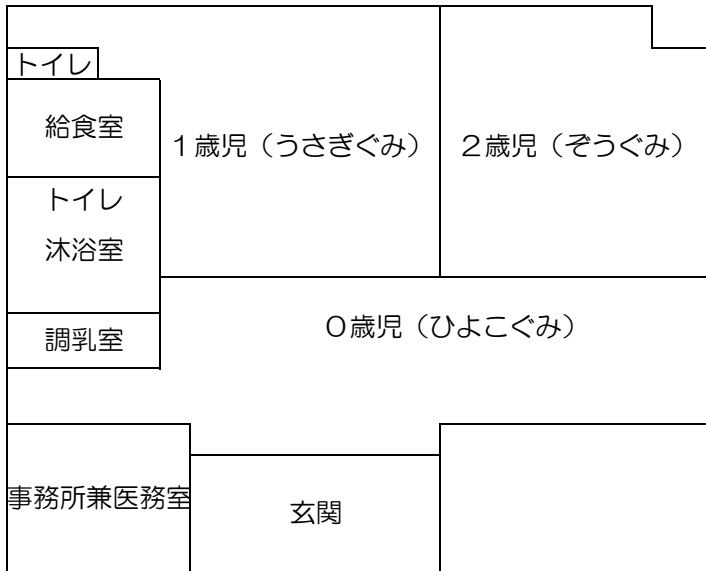 トイレ
給食室
１歳児（うさぎぐみ）
２歳児（ぞうぐみ）
トイレ
沐浴室
調乳室
０歳児（ひよこぐみ）
事務所兼医務室
玄関